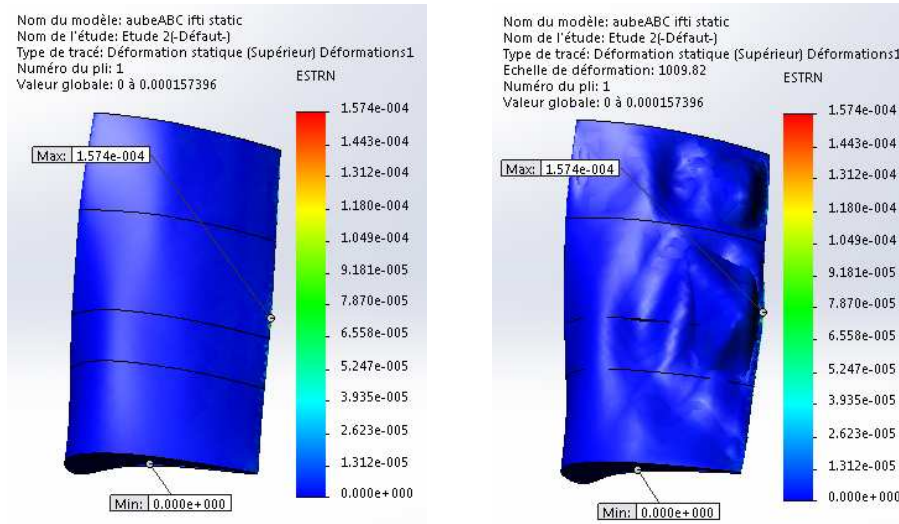 Nom du modèle: aubeABC ifti static
Nom de l'étude: Etude 2(-Défaut-)
Type de tracé: Déformation statique (Supérieur) Déformations1
Numéro du pli: 1
Valeur globale: 0 à 0.000157396
ESTRN
1.574e-004
1.443e-004
1.312e-004
1.180e-004
1.049e-004
9.181e-005
7.870e-005
6.558e-005
5.247e-005
3.935e-005
2.623e-005
1.312e-005
0.000e+000
Max: 1.574e-004
Min: 0.000e+000
Nom du modèle: aubeABC ifti static
Nom de l'étude: Etude 2(-Défaut-)
Type de tracé: Déformation statique (Supérieur) Déformations1
Echelle de déformation: 1009.82
Numéro du pli: 1
Valeur globale: 0 à 0.000157396
ESTRN
1.574e-004
1.443e-004
1.312e-004
1.180e-004
1.049e-004
9.181e-005
7.870e-005
6.558e-005
5.247e-005
3.935e-005
2.623e-005
1.312e-005
0.000e+000
Max: 1.574e-004
Min: 0.000e+000